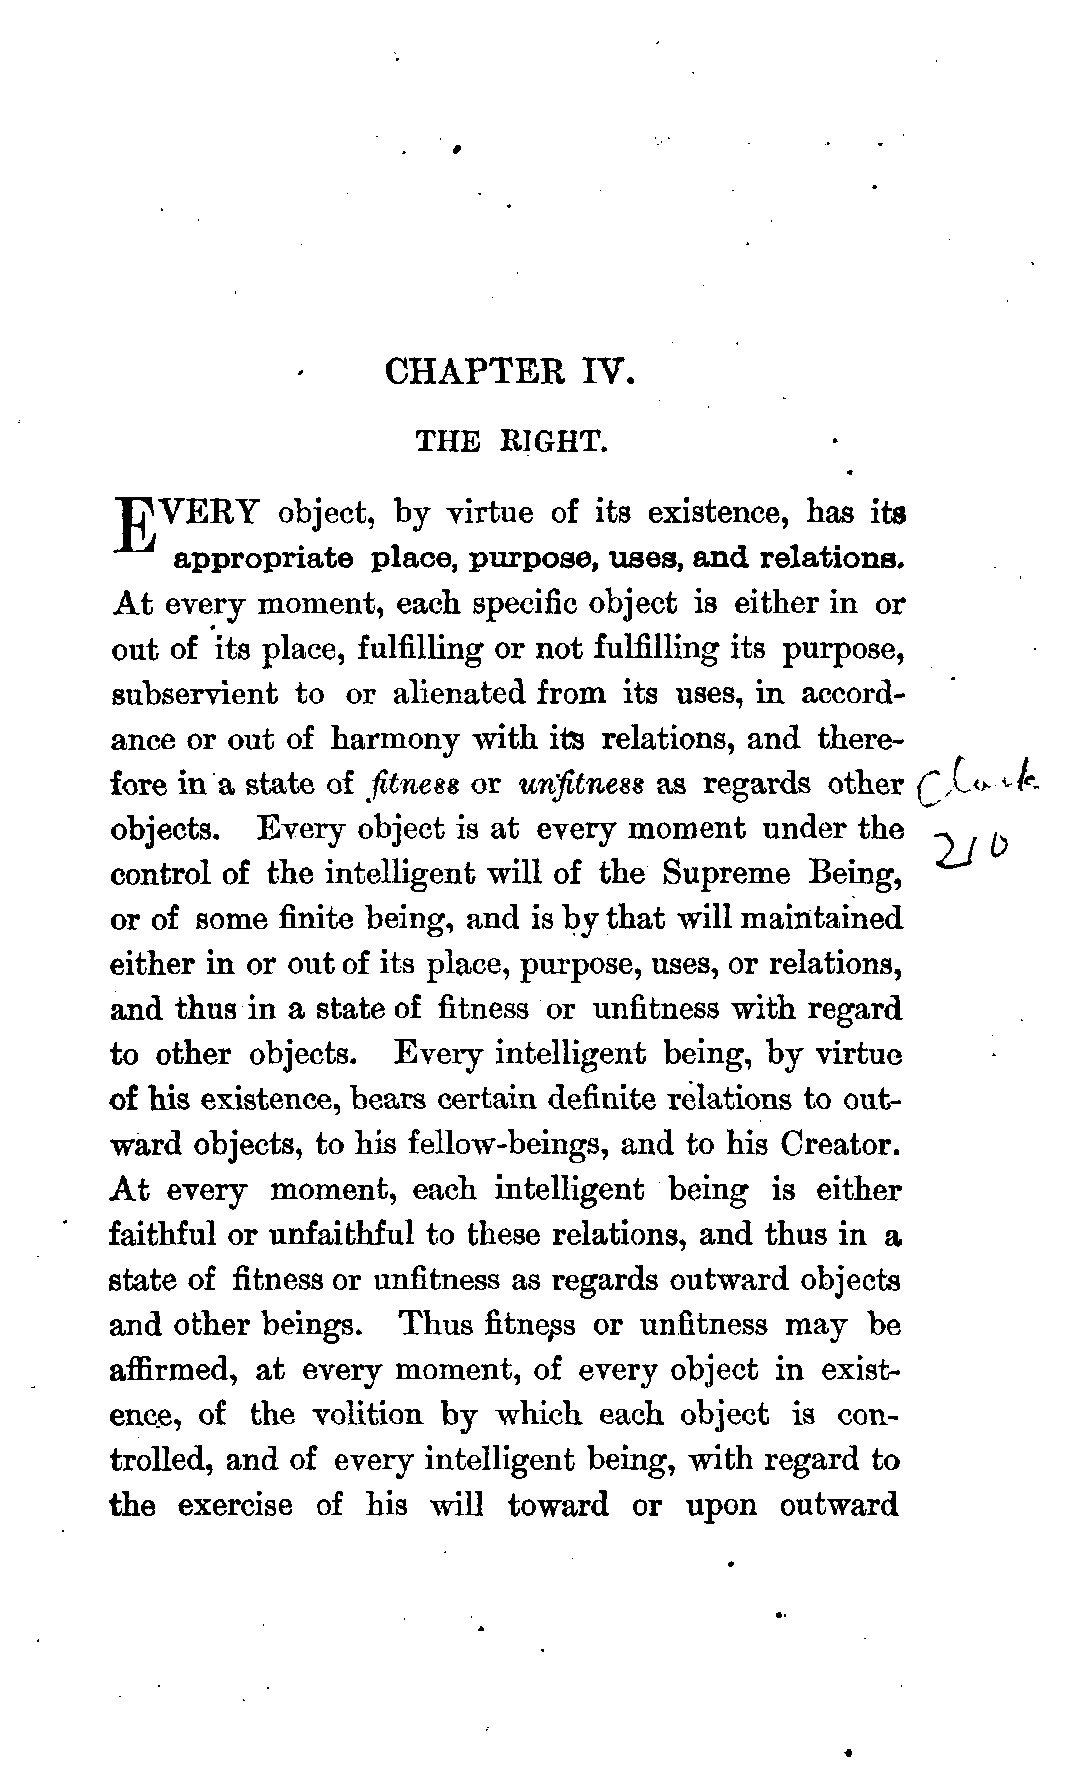 CHAPTER IV.
THE RIGHT.
EVERY object, by virtue of its existence, has its
appropriate place, purpose, uses, and relations.
At every moment, each specific object is either in or
out of its place, fulfilling or not fulfilling its purpose,
subservient to or alienated from its uses, in accord-
ance or out of harmony with its relations, and there-
fore in a state of fitness or unfitness as regards other
objects. Every object is at every moment under the
control of the intelligent will of the Supreme Being,
or of some finite being, and is by that will maintained
either in or out of its place, purpose, uses, or relations,
and thus in a state of fitness or unfitness with regard
to other objects. Every intelligent being, by virtue
of his existence, bears certain definite relations to out-
ward objects, to his fellow-beings, and to his Creator.
At every moment, each intelligent being is either
faithful or unfaithful to these relations, and thus in a
state of fitness or unfitness as regards outward objects
and other beings. Thus fitness or unfitness may be
affirmed, at every moment, of every object in exist-
ence, of the volition by which each object is con-
trolled, and of every intelligent being, with regard to
the exercise of his will toward or upon outward
210